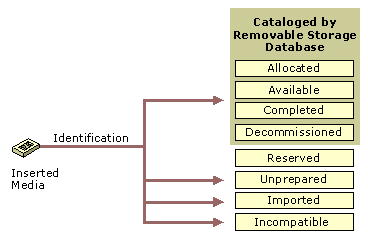 Cataloged by
Removable Storage
Database
Allocated
Available
Completed
Decommissioned
Identification
Reserved
Inserted
Media
Unprepared
Imported
Incompatible